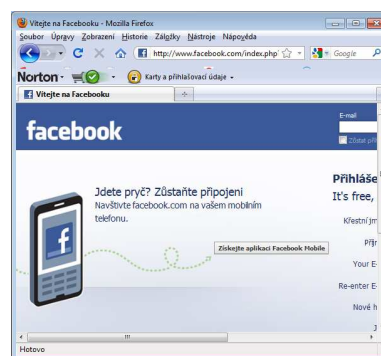 Vítejte na Facebooku - Mozilla Firefox
Soubor Úpravy Zobrazení Historie Záložky Nástroje Nápověda
http://www.facebook.com/index.php Google
Norton Karty a přihlašovací údaje
Vítejte na Facebooku
E-mail
facebook
Zůstat při
Přihláše
Jdete pryč? Zůstaňte připojeni
It's free,
Navštivte facebook.com na vašem mobilním
telefonu.
Křestní jm
Získejte aplikaci Facebook Mobile
Příjm
Your E-
Re-enter E-
Nové h
Hotovo